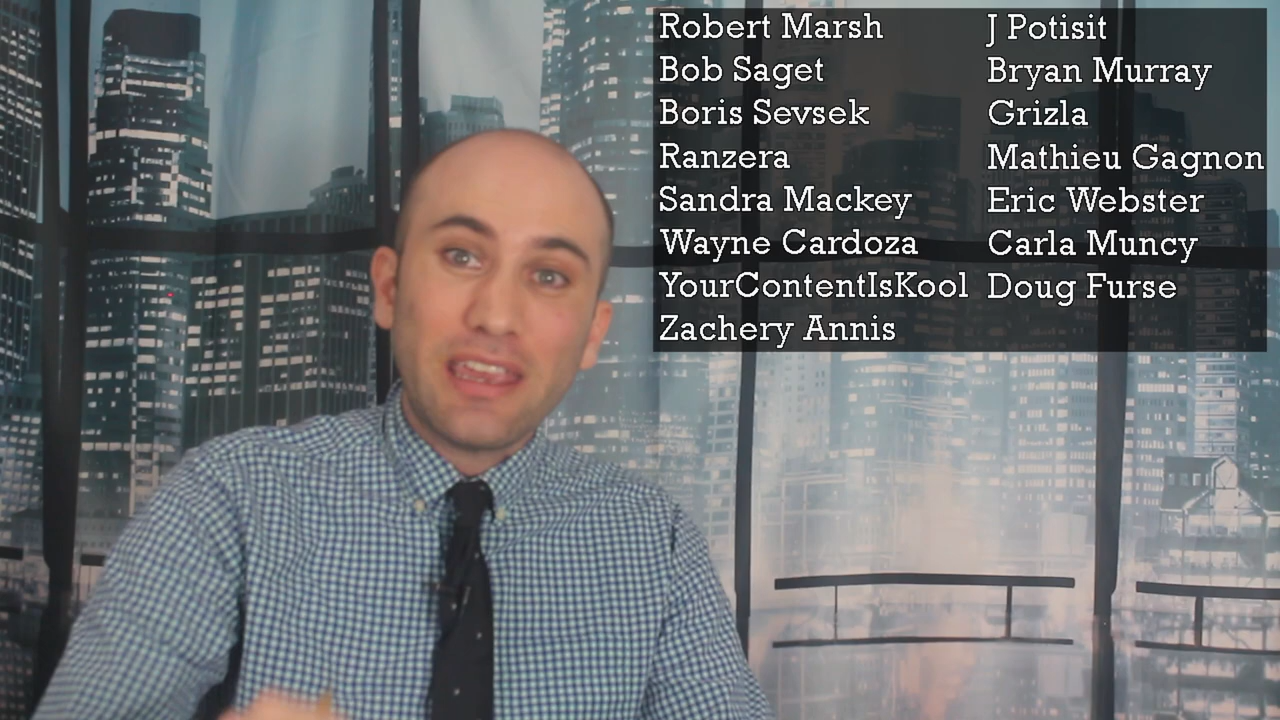 Robert Marsh
Bob Saget
Boris Sevsek
Ranzera
Sandra Mackey
Wayne Cardoza
YourContentIsKool
Zachery Annis
J Potisit
Bryan Murray
Grizla
Mathieu Gagnon
Eric Webster
Carla Muncy
Doug Furse